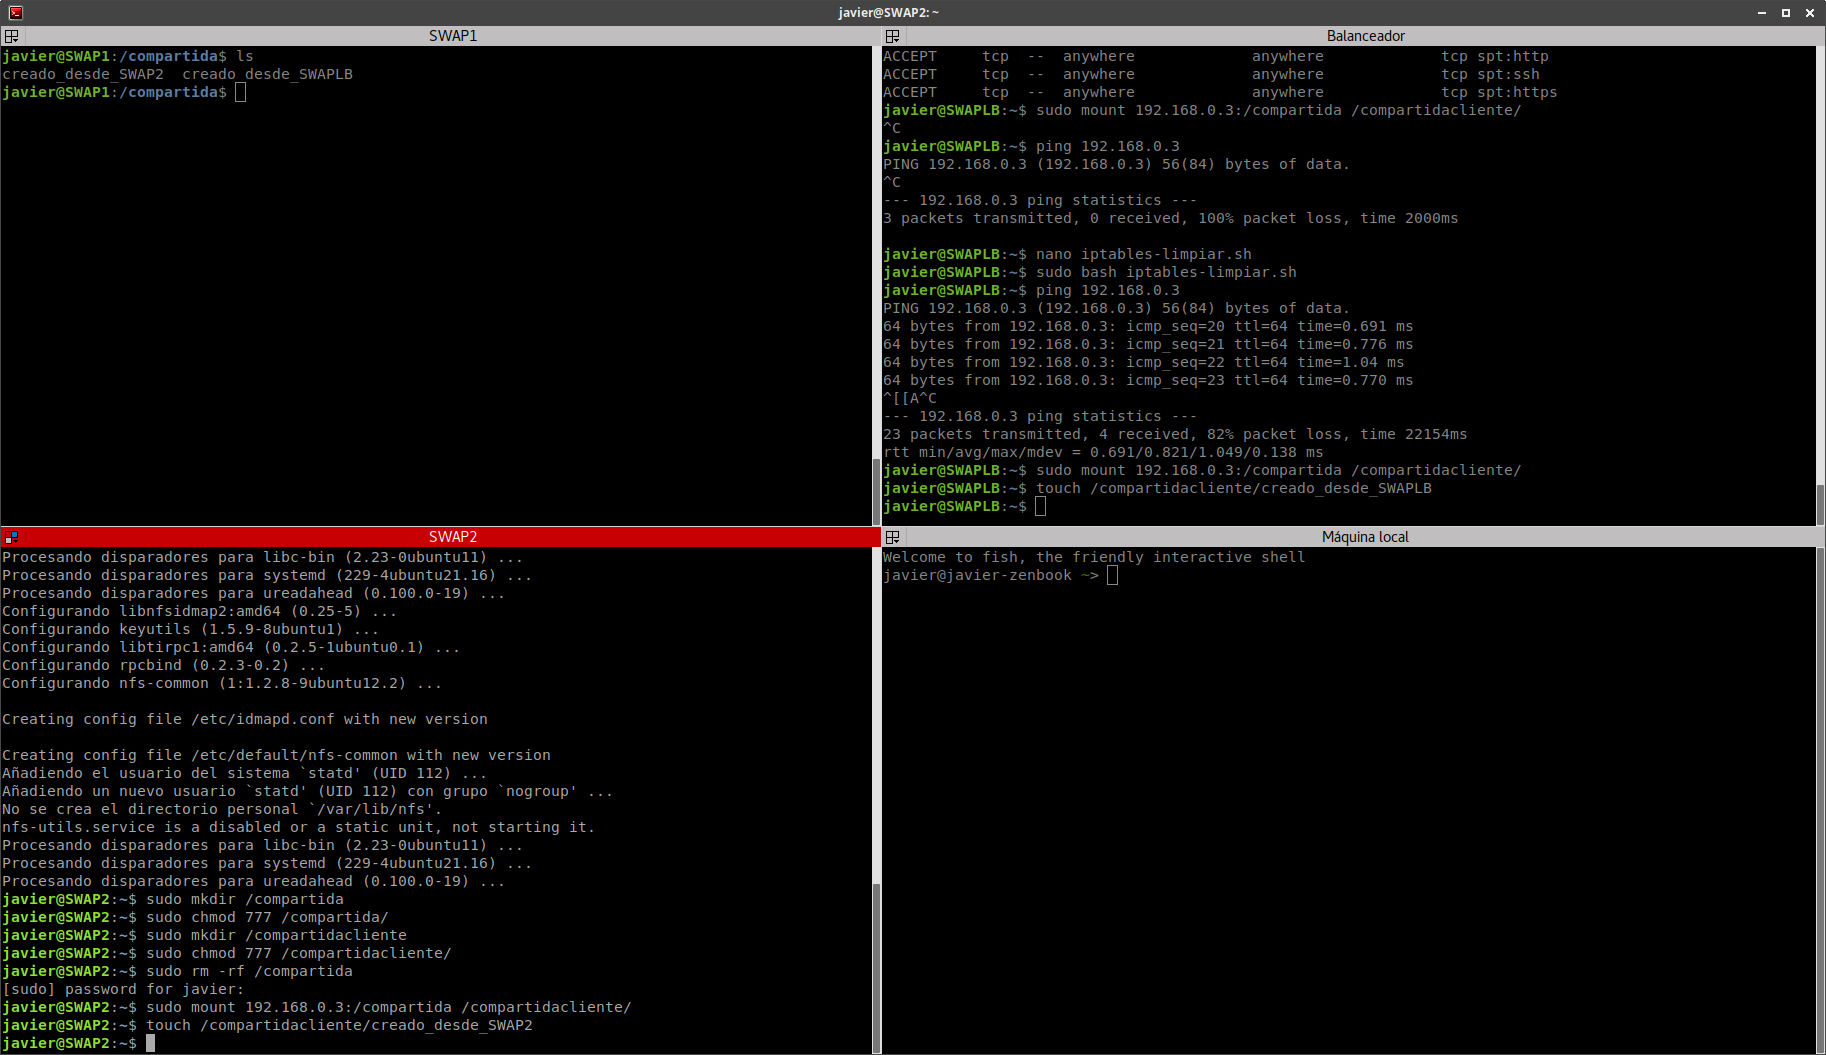 javier@SWAP2: ~
SWAP1
javier@SWAP1:/compartida$ ls
creado_desde_SWAP2  creado_desde_SWAPLB
javier@SWAP1:/compartida$
Balanceador
ACCEPT     tcp  --  anywhere             anywhere             tcp spt:http
ACCEPT     tcp  --  anywhere             anywhere             tcp spt:ssh
ACCEPT     tcp  --  anywhere             anywhere             tcp spt:https
javier@SWAPLB:~$ sudo mount 192.168.0.3:/compartida /compartidacliente/
^C
javier@SWAPLB:~$ ping 192.168.0.3
PING 192.168.0.3 (192.168.0.3) 56(84) bytes of data.
^C
--- 192.168.0.3 ping statistics ---
3 packets transmitted, 0 received, 100% packet loss, time 2000ms
javier@SWAPLB:~$ nano iptables-limpiar.sh
javier@SWAPLB:~$ sudo bash iptables-limpiar.sh
javier@SWAPLB:~$ ping 192.168.0.3
PING 192.168.0.3 (192.168.0.3) 56(84) bytes of data.
64 bytes from 192.168.0.3: icmp_seq=20 ttl=64 time=0.691 ms
64 bytes from 192.168.0.3: icmp_seq=21 ttl=64 time=0.776 ms
64 bytes from 192.168.0.3: icmp_seq=22 ttl=64 time=1.04 ms
64 bytes from 192.168.0.3: icmp_seq=23 ttl=64 time=0.770 ms
^[[A^C
--- 192.168.0.3 ping statistics ---
23 packets transmitted, 4 received, 82% packet loss, time 22154ms
rtt min/avg/max/mdev = 0.691/0.821/1.049/0.138 ms
javier@SWAPLB:~$ sudo mount 192.168.0.3:/compartida /compartidacliente/
javier@SWAPLB:~$ touch /compartidacliente/creado_desde_SWAPLB
javier@SWAPLB:~$
SWAP2
Procesando disparadores para libc-bin (2.23-0ubuntu11) ...
Procesando disparadores para systemd (229-4ubuntu21.16) ...
Procesando disparadores para ureadahead (0.100.0-19) ...
Configurando libnfsidmap2:amd64 (0.25-5) ...
Configurando keyutils (1.5.9-8ubuntu1) ...
Configurando libtirpc1:amd64 (0.2.5-1ubuntu0.1) ...
Configurando rpcbind (0.2.3-0.2) ...
Configurando nfs-common (1:1.2.8-9ubuntu12.2) ...
Creating config file /etc/idmapd.conf with new version
Creating config file /etc/default/nfs-common with new version
Añadiendo el usuario del sistema `statd' (UID 112) ...
Añadiendo un nuevo usuario `statd' (UID 112) con grupo `nogroup' ...
No se crea el directorio personal `/var/lib/nfs'.
nfs-utils.service is a disabled or a static unit, not starting it.
Procesando disparadores para libc-bin (2.23-0ubuntu11) ...
Procesando disparadores para systemd (229-4ubuntu21.16) ...
Procesando disparadores para ureadahead (0.100.0-19) ...
javier@SWAP2:~$ sudo mkdir /compartida
javier@SWAP2:~$ sudo chmod 777 /compartida/
javier@SWAP2:~$ sudo mkdir /compartidacliente
javier@SWAP2:~$ sudo chmod 777 /compartidacliente/
javier@SWAP2:~$ sudo rm -rf /compartida
[sudo] password for javier:
javier@SWAP2:~$ sudo mount 192.168.0.3:/compartida /compartidacliente/
javier@SWAP2:~$ touch /compartidacliente/creado_desde_SWAP2
javier@SWAP2:~$
Máquina local
Welcome to fish, the friendly interactive shell
javier@javier-zenbook ~>